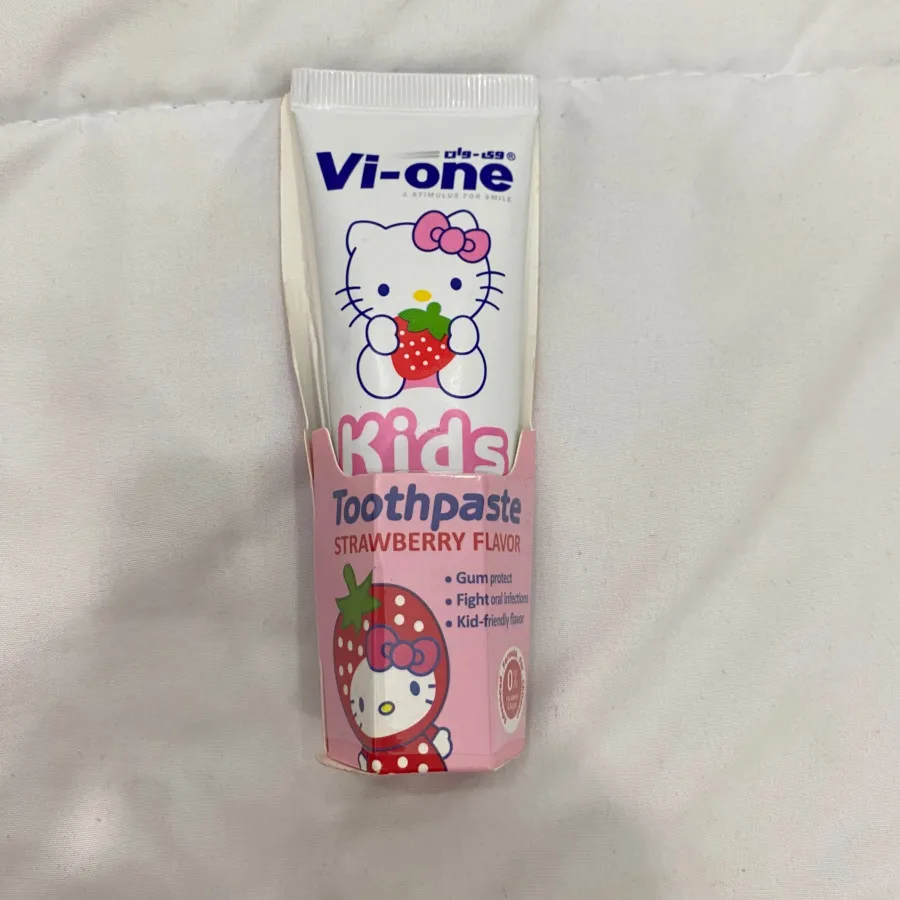 وی-وان®
Vi-one
A STIMULUS FOR SMILE
Kids
Toothpaste
STRAWBERRY FLAVOR
• Gum protect
• Fight oral infections
• Kid-friendly flavor
0%